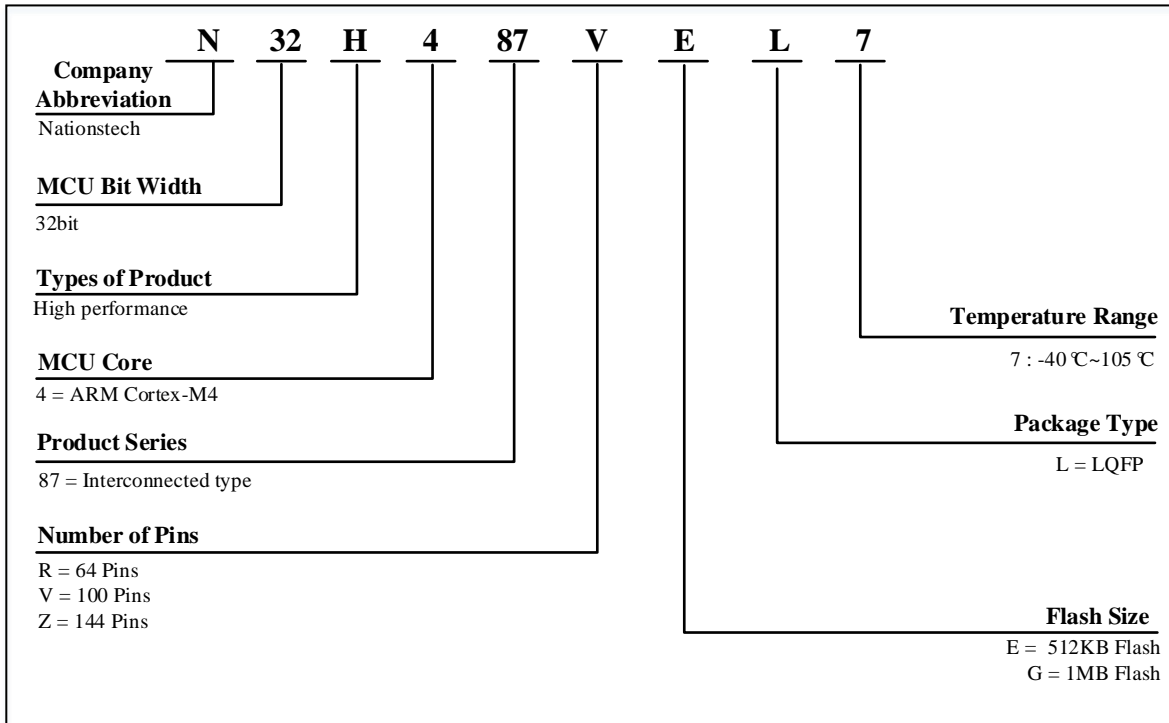 N 32 H 4 87 V E L 7
Company
Abbreviation
Nationstech
MCU Bit Width
32bit
Types of Product
High performance
MCU Core
4 = ARM Cortex-M4
Product Series
87 = Interconnected type
Number of Pins
R = 64 Pins
V = 100 Pins
Z = 144 Pins
Temperature Range
7 : -40 ℃~105 ℃
Package Type
L = LQFP
Flash Size
E = 512KB Flash
G = 1MB Flash